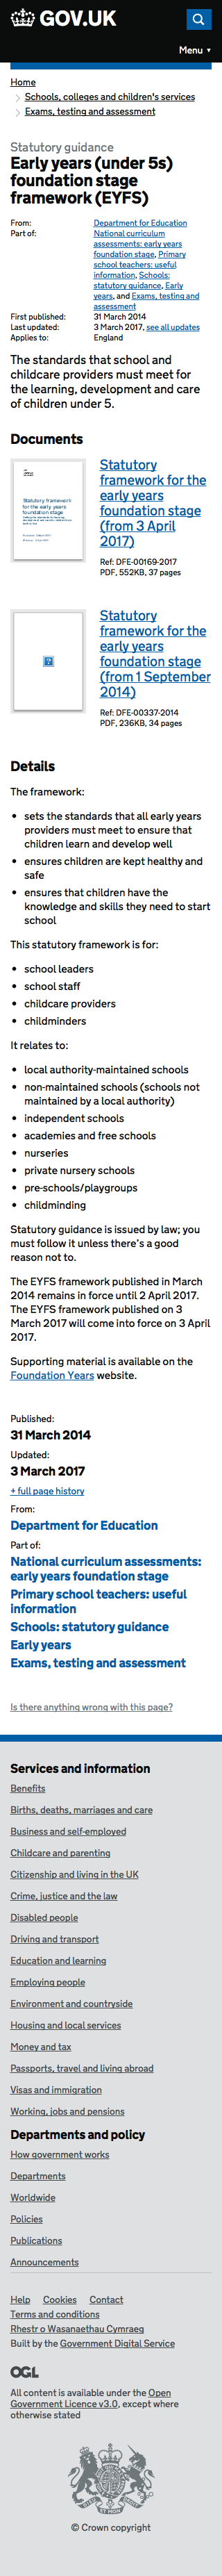 GOV.UK
Menu ▼
Home
Schools, colleges and children's services
Exams, testing and assessment
Statutory guidance
Early years (under 5s)
foundation stage
framework (EYFS)
From: Department for Education
Part of: National curriculum
assessments: early years
foundation stage, Primary
school teachers: useful
information, Schools:
statutory guidance, Early
years, and Exams, testing and
assessment
First published: 31 March 2014
Last updated: 3 March 2017, see all updates
Applies to: England
The standards that school and
childcare providers must meet for
the learning, development and care
of children under 5.
Documents
Statutory framework
for the early years
foundation stage
Statutory
framework for the
early years
foundation stage
(from 3 April
2017)
Ref: DFE-00169-2017
PDF, 552KB, 37 pages
Statutory
framework for the
early years
foundation stage
(from 1 September
2014)
Ref: DFE-00337-2014
PDF, 236KB, 34 pages
Details
The framework:
• sets the standards that all early years
providers must meet to ensure that
children learn and develop well
• ensures children are kept healthy and
safe
• ensures that children have the
knowledge and skills they need to start
school
This statutory framework is for:
• school leaders
• school staff
• childcare providers
• childminders
It relates to:
• local authority-maintained schools
• non-maintained schools (schools not
maintained by a local authority)
• independent schools
• academies and free schools
• nurseries
• private nursery schools
• pre-schools/playgroups
• childminding
Statutory guidance is issued by law; you
must follow it unless there's a good
reason not to.
The EYFS framework published in March
2014 remains in force until 2 April 2017.
The EYFS framework published on 3
March 2017 will come into force on 3 April
2017.
Supporting material is available on the
Foundation Years website.
Published:
31 March 2014
Updated:
3 March 2017
+ full page history
From:
Department for Education
Part of:
National curriculum assessments:
early years foundation stage
Primary school teachers: useful
information
Schools: statutory guidance
Early years
Exams, testing and assessment
Is there anything wrong with this page?
Services and information
Benefits
Births, deaths, marriages and care
Business and self-employed
Childcare and parenting
Citizenship and living in the UK
Crime, justice and the law
Disabled people
Driving and transport
Education and learning
Employing people
Environment and countryside
Housing and local services
Money and tax
Passports, travel and living abroad
Visas and immigration
Working, jobs and pensions
Departments and policy
How government works
Departments
Worldwide
Policies
Publications
Announcements
Help Cookies Contact
Terms and conditions
Rhestr o Wasanaethau Cymraeg
Built by the Government Digital Service
OGL
All content is available under the Open
Government Licence v3.0, except where
otherwise stated
© Crown copyright